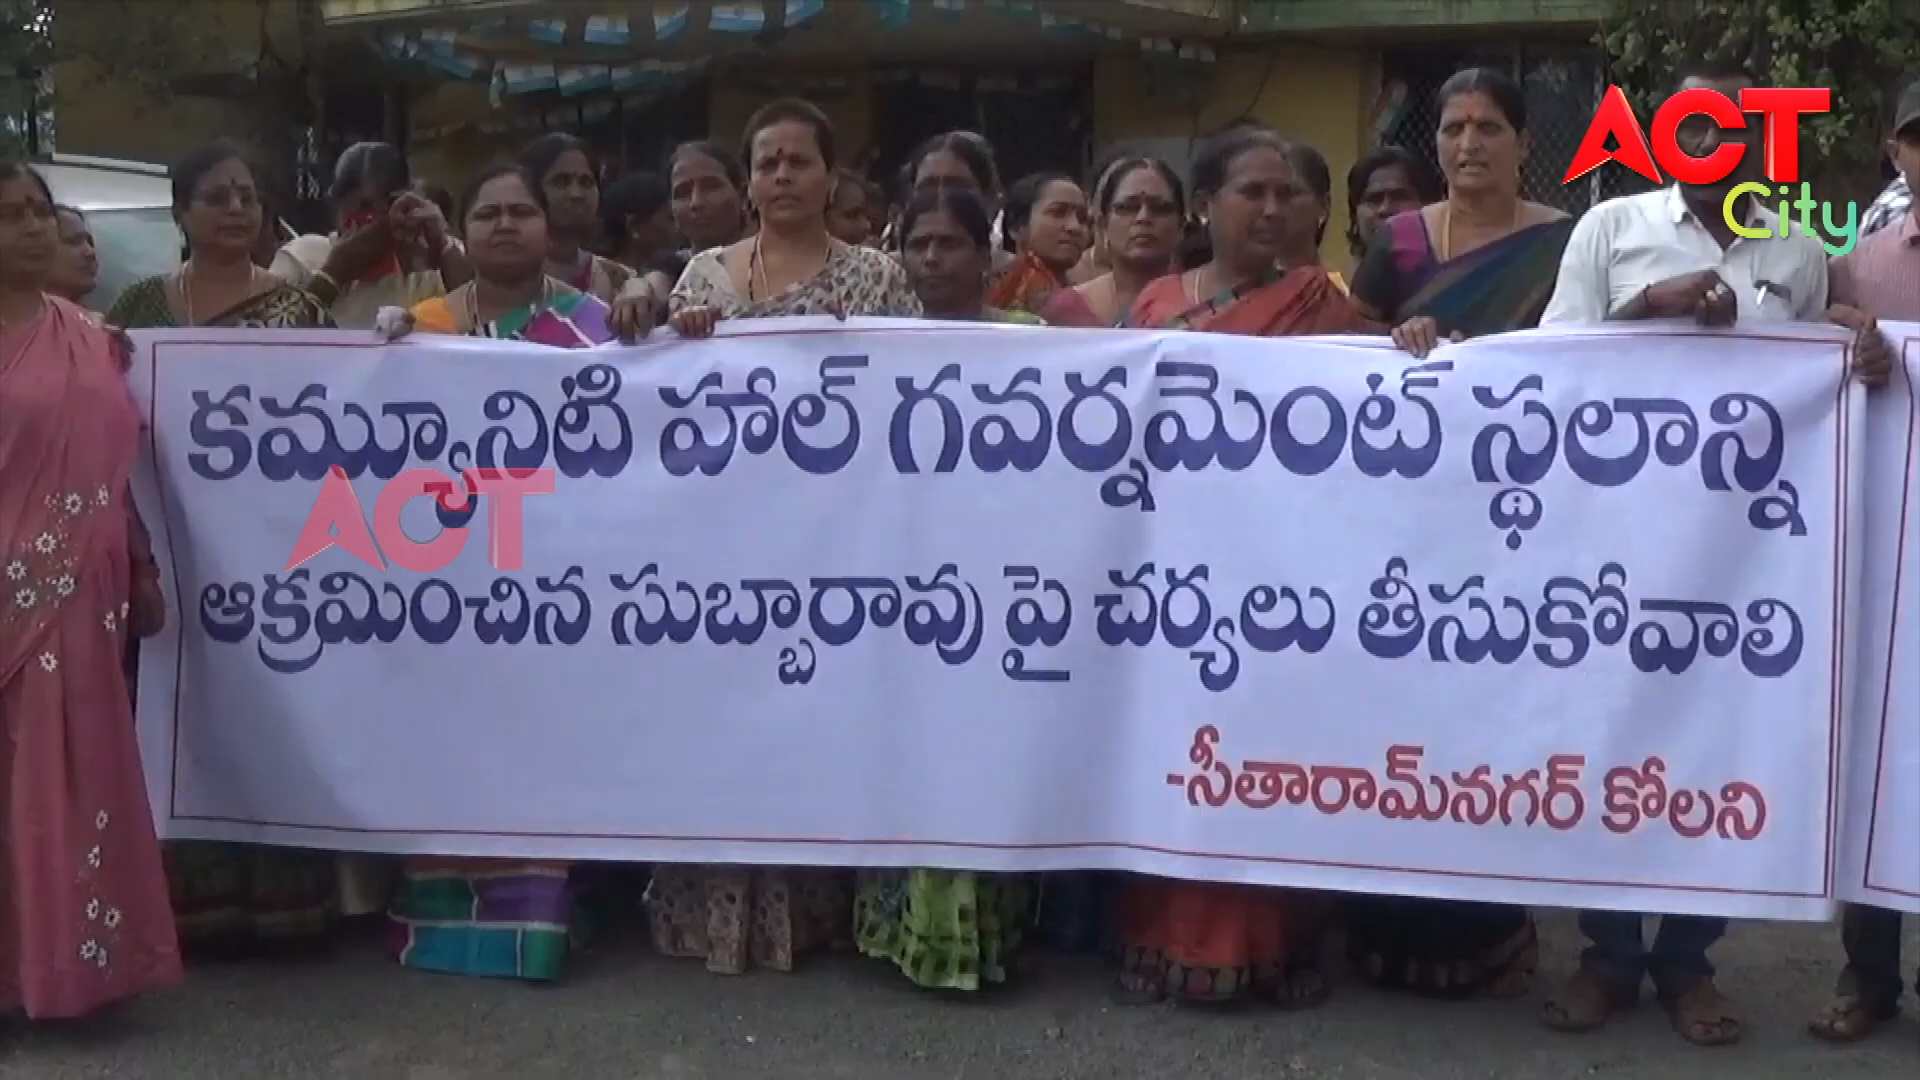 ACT
City
కమ్యూనిటి హాల్ గవర్నమెంట్ స్థలాన్ని
ACT
ఆక్రమించిన సుబ్బారావు పై చర్యలు తీసుకోవాలి
-సీతారామ్‌నగర్ కోలని